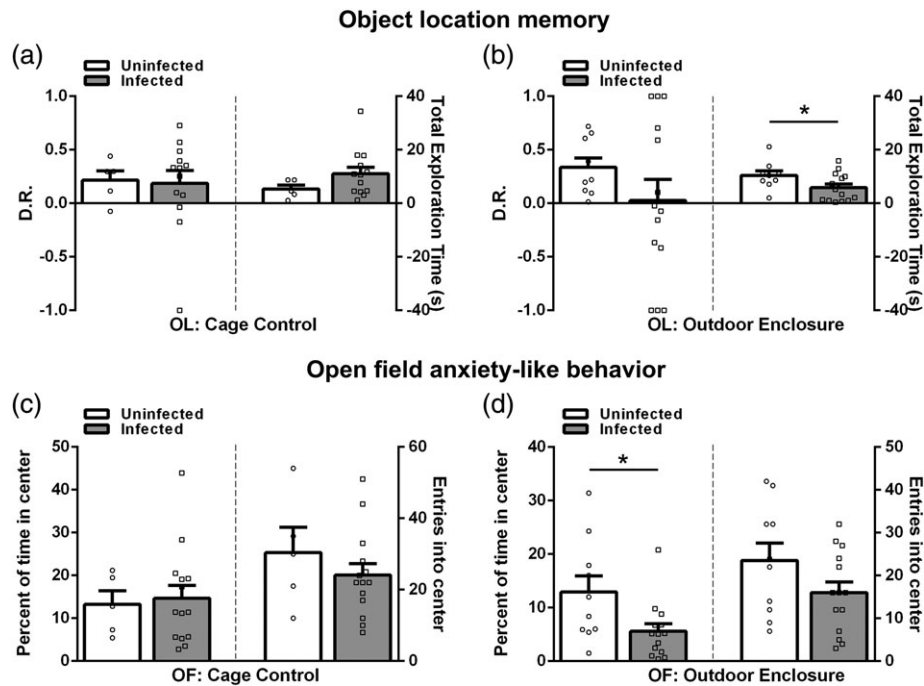 Object location memory
(a)
Uninfected
Infected
1.0
0.5
0.0
-0.5
-1.0
D.R.
40
20
0
-20
-40
Total Exploration Time (s)
OL: Cage Control
(b)
Uninfected
Infected
1.0
0.5
0.0
-0.5
-1.0
D.R.
*
40
20
0
-20
-40
Total Exploration Time (s)
OL: Outdoor Enclosure
Open field anxiety-like behavior
(c)
Uninfected
Infected
50
40
30
20
10
0
Percent of time in center
60
40
20
0
Entries into center
OF: Cage Control
(d)
Uninfected
Infected
40
30
20
10
0
Percent of time in center
*
50
40
30
20
10
0
Entries into center
OF: Outdoor Enclosure